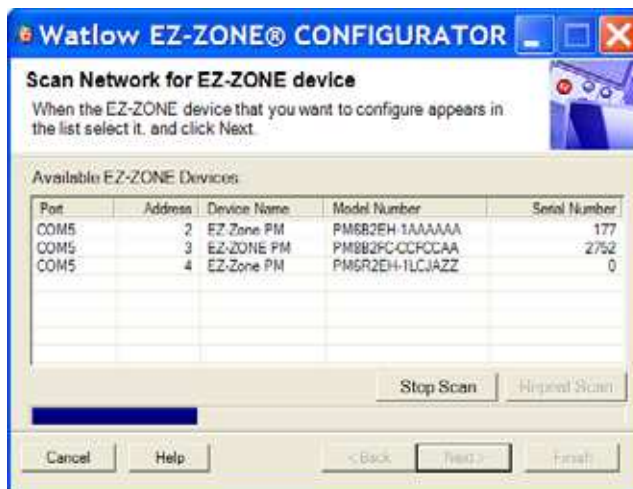 Watlow EZ-ZONE® CONFIGURATOR
Scan Network for EZ-ZONE device
When the EZ-ZONE device that you want to configure appears in
the list select it. and click Next.
Available EZ-ZONE Devices
Port Address Device Name Model Number Serial Number
COM5 2 EZ-Zone PM PM6B2EH-1AAAAAA 177
COM5 3 EZ-ZONE PM PM8B2FC-CCFCCAA 2752
COM5 4 EZ-Zone PM PM6R2EH-1LCJAZZ 0
Stop Scan Repeat Scan
Cancel Help < Back Next > Finish